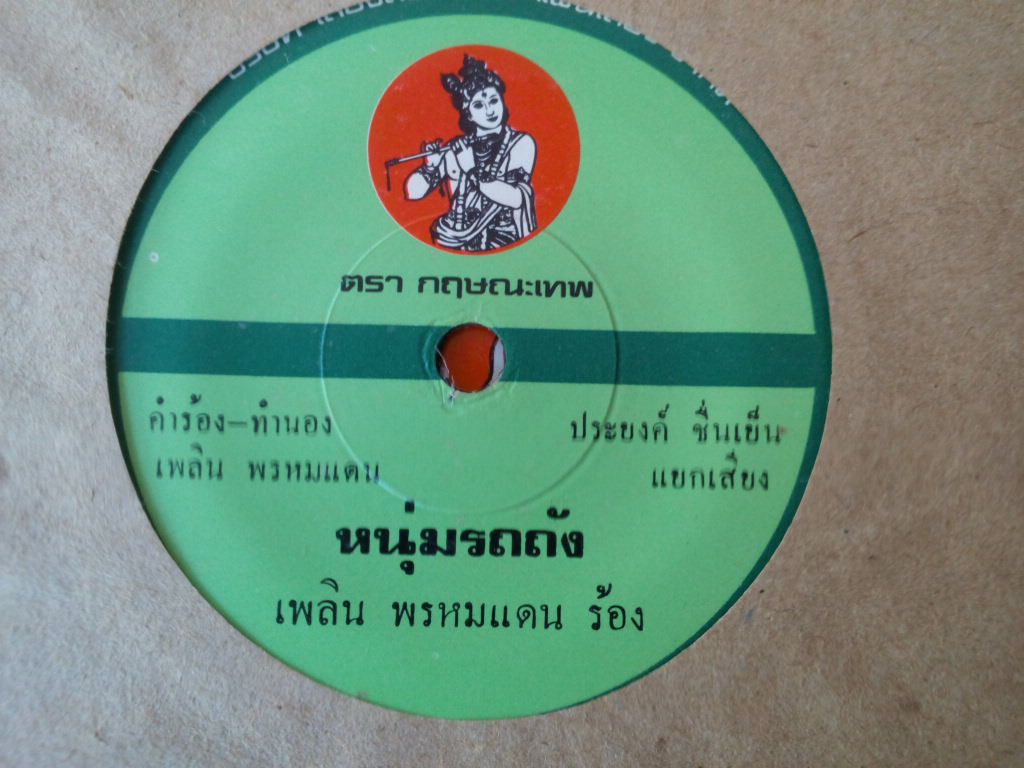 ตรา กฤษณะเทพ
คำร้อง-ทำนอง
เพลิน พรหมแดน
ประยงค์ ชื่นเย็น
แยกเสียง
หนุ่มรถถัง
เพลิน พรหมแดน ร้อง